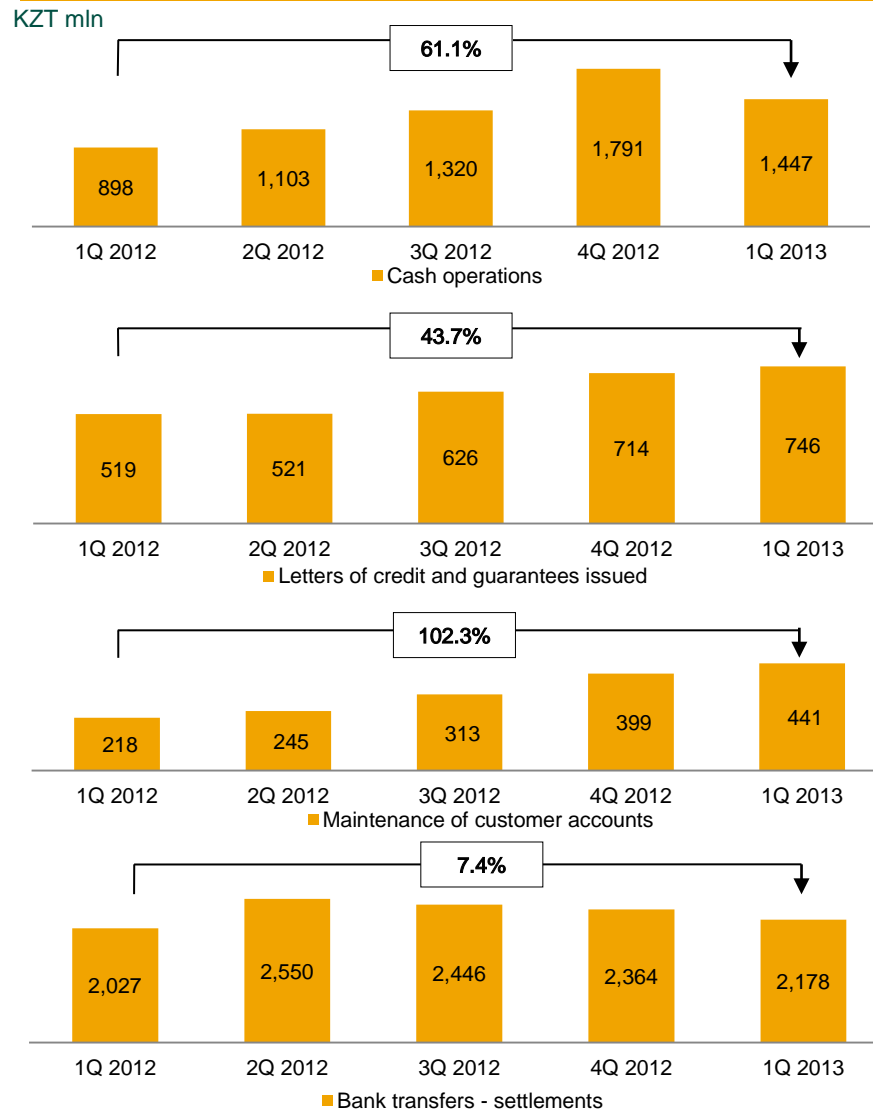 KZT mln
61.1%
898 1,103 1,320 1,791 1,447
1Q 2012 2Q 2012 3Q 2012 4Q 2012 1Q 2013
Cash operations
43.7%
519 521 626 714 746
1Q 2012 2Q 2012 3Q 2012 4Q 2012 1Q 2013
Letters of credit and guarantees issued
102.3%
218 245 313 399 441
1Q 2012 2Q 2012 3Q 2012 4Q 2012 1Q 2013
Maintenance of customer accounts
7.4%
2,027 2,550 2,446 2,364 2,178
1Q 2012 2Q 2012 3Q 2012 4Q 2012 1Q 2013
Bank transfers - settlements